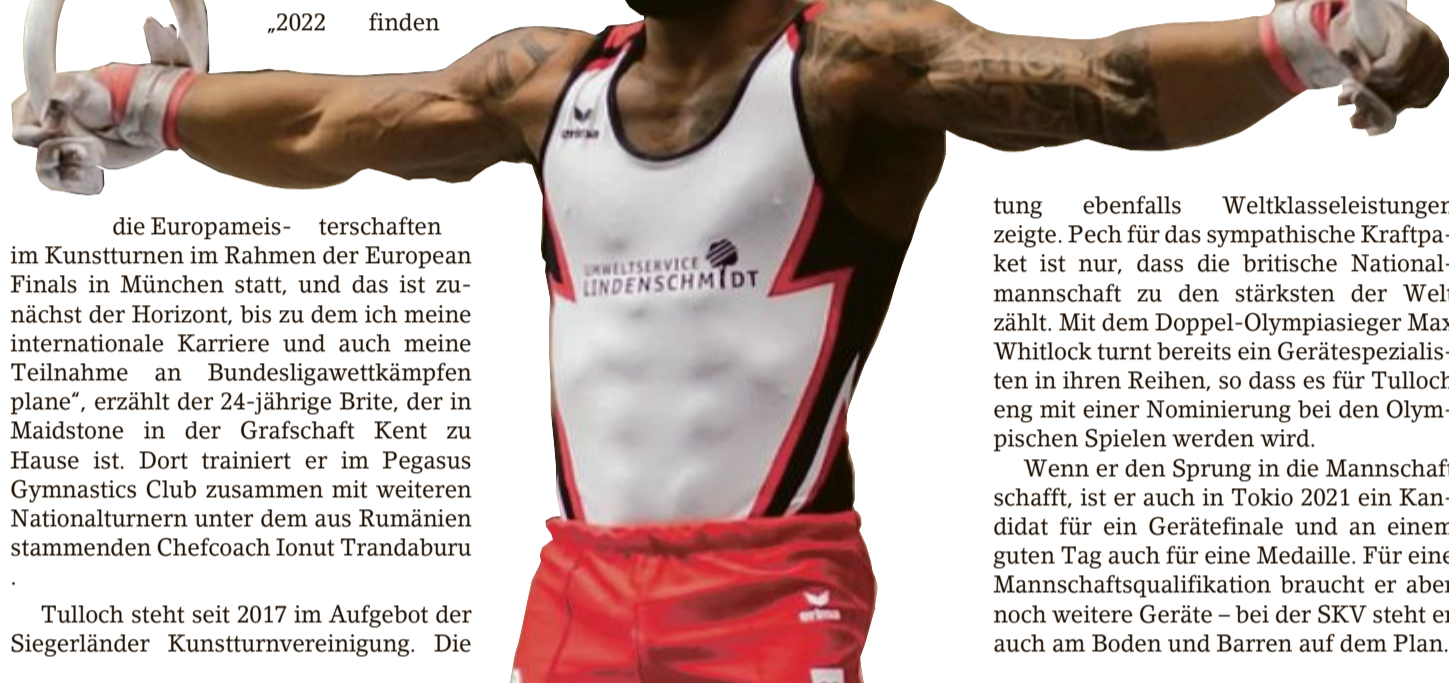 „2022 finden
die Europameis- terschaften
im Kunstturnen im Rahmen der European
Finals in München statt, und das ist zu-
nächst der Horizont, bis zu dem ich meine
internationale Karriere und auch meine
Teilnahme an Bundesligawettkämpfen
plane“, erzählt der 24-jährige Brite, der in
Maidstone in der Grafschaft Kent zu
Hause ist. Dort trainiert er im Pegasus
Gymnastics Club zusammen mit weiteren
Nationalturnern unter dem aus Rumänien
stammenden Chefcoach Ionut Trandaburu
.
Tulloch steht seit 2017 im Aufgebot der
Siegerländer Kunstturnvereinigung. Die
erima
UMWELTSERVICE
LINDENSCHMIDT
erima
tung ebenfalls Weltklasseleistungen
zeigte. Pech für das sympathische Kraftpa-
ket ist nur, dass die britische National-
mannschaft zu den stärksten der Welt
zählt. Mit dem Doppel-Olympiasieger Max
Whitlock turnt bereits ein Gerätespezialis-
ten in ihren Reihen, so dass es für Tulloch
eng mit einer Nominierung bei den Olym-
pischen Spielen werden wird.
Wenn er den Sprung in die Mannschaft
schafft, ist er auch in Tokio 2021 ein Kan-
didat für ein Gerätefinale und an einem
guten Tag auch für eine Medaille. Für eine
Mannschaftsqualifikation braucht er aber
noch weitere Geräte – bei der SKV steht er
auch am Boden und Barren auf dem Plan.